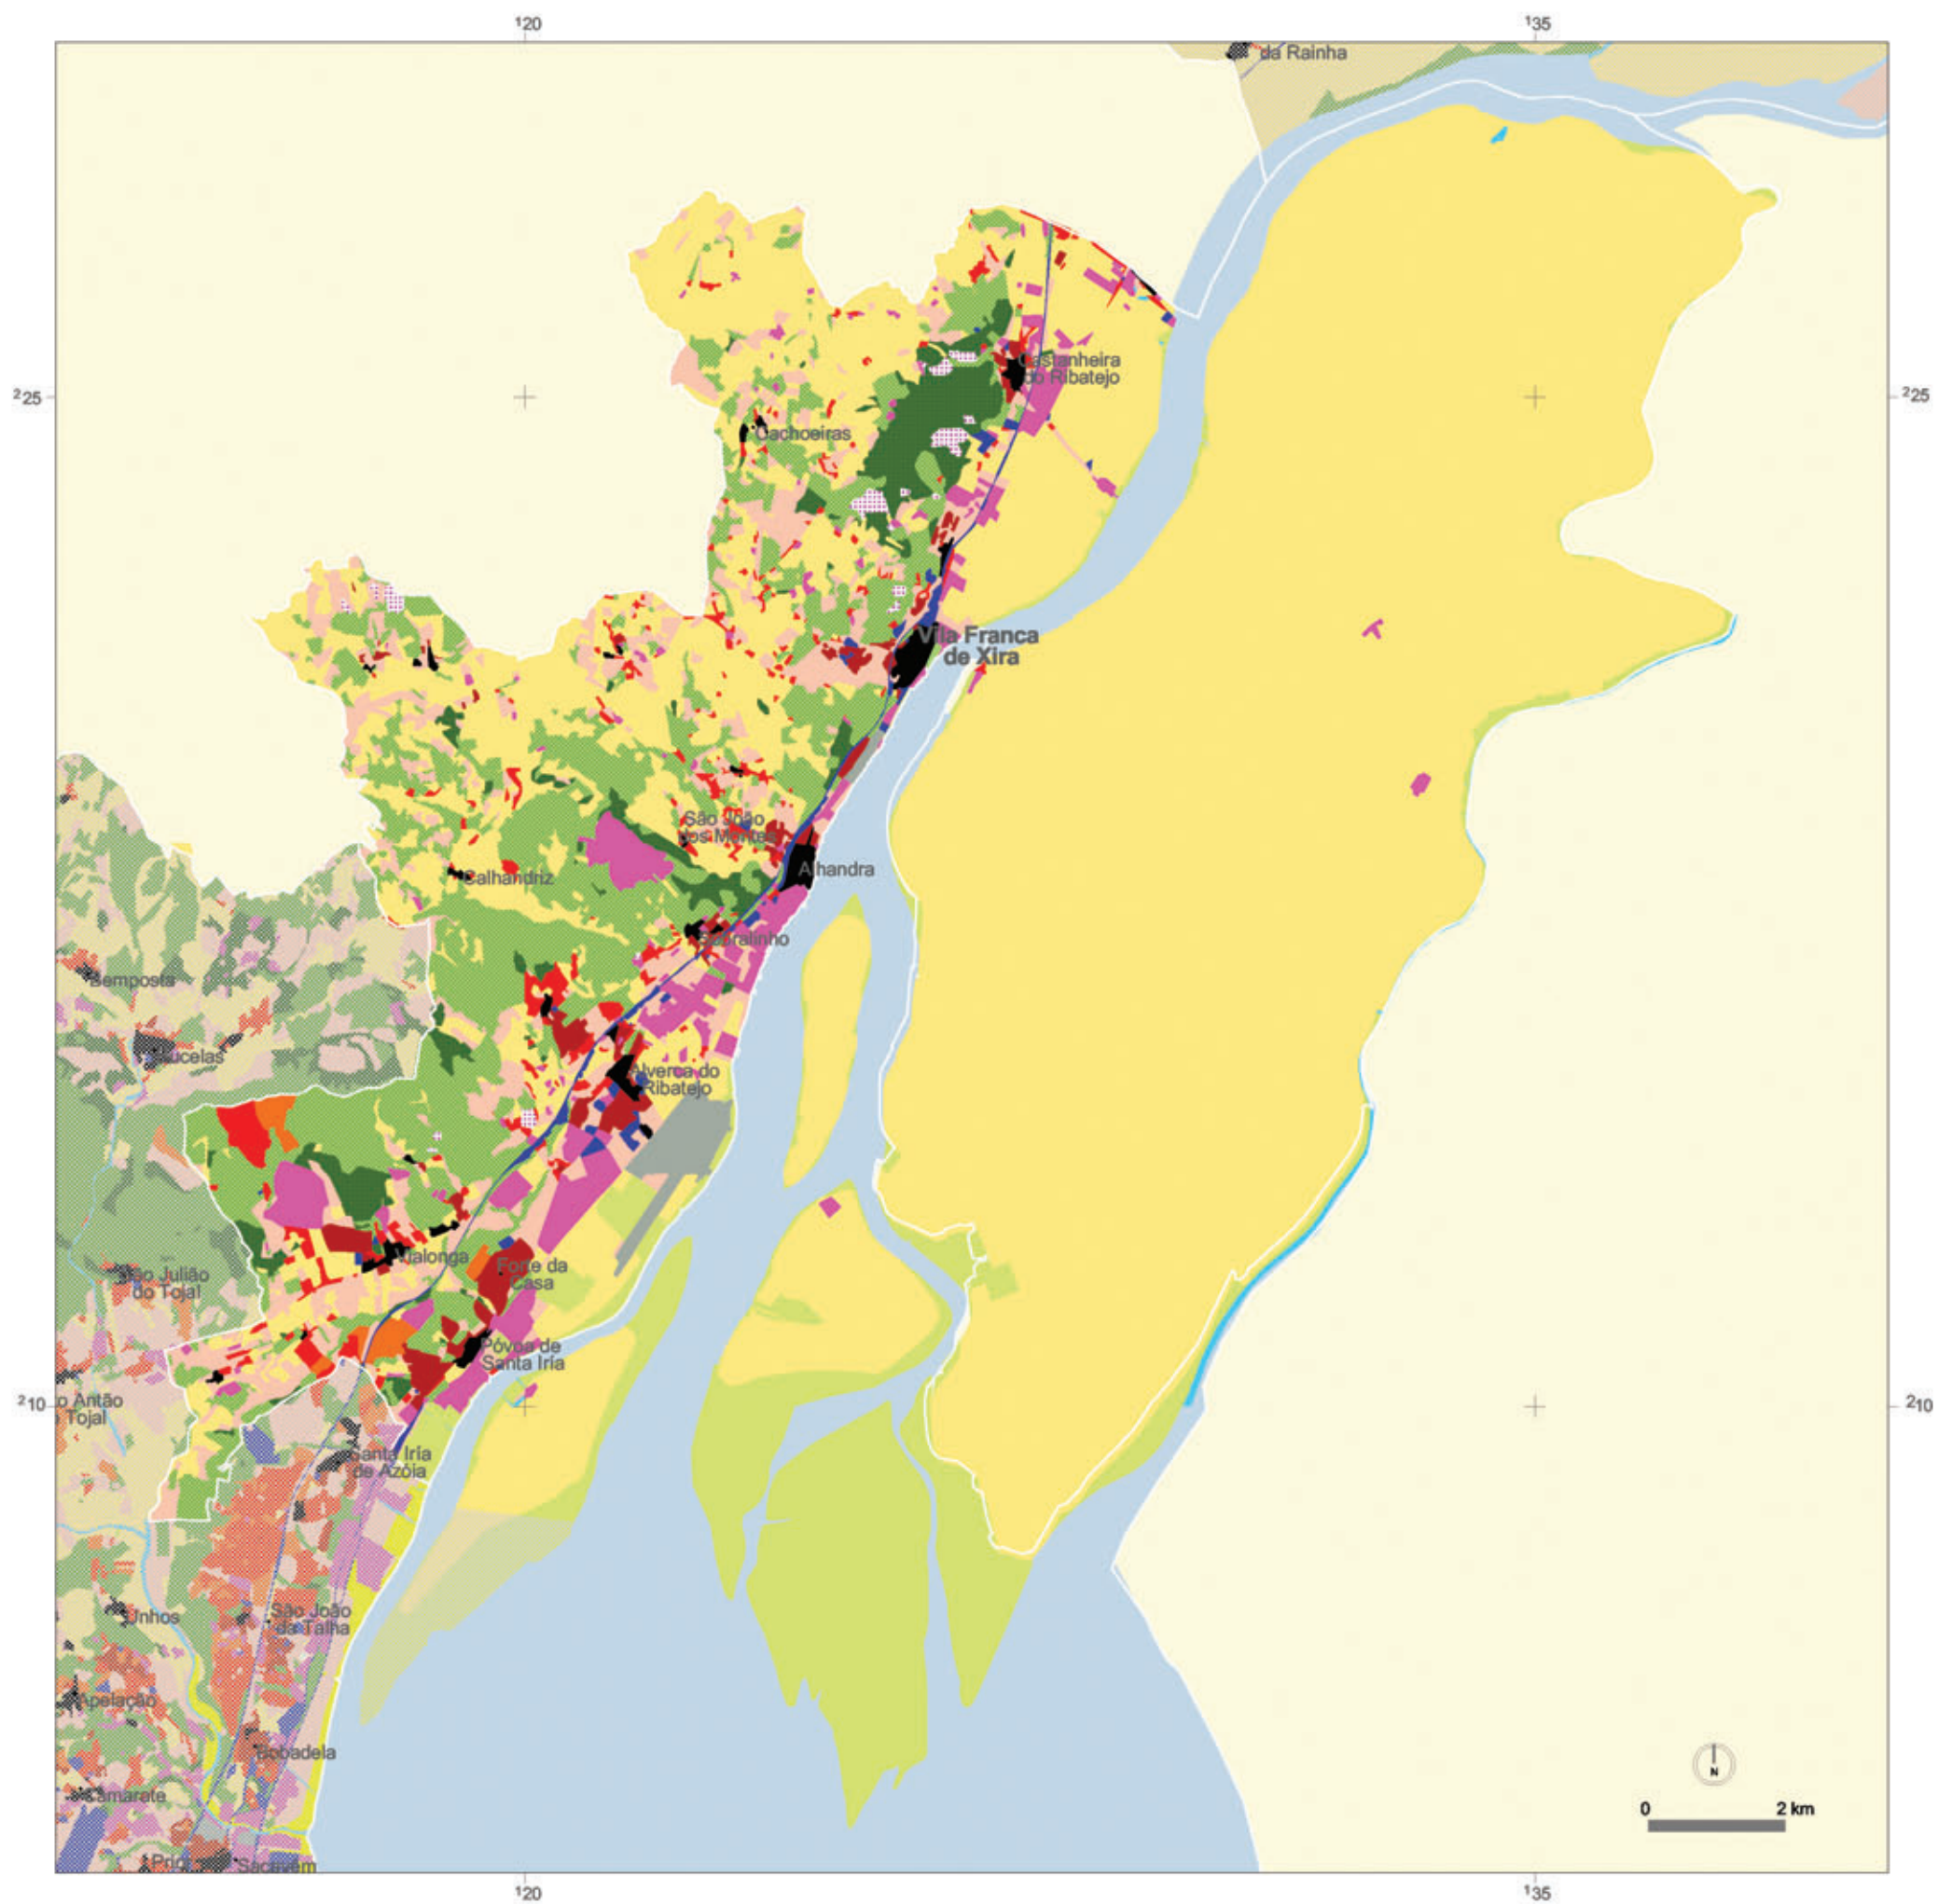 120
135
da Rainha
Castanheira
do Ribatejo
225
225
Cachoeiras
Vila Franca
de Xira
São João
dos Montes
Alhandra
Calhandriz
Sobralinho
Bemposta
Bucelas
Alverca do
Ribatejo
Vialonga
Forte da
Casa
São Julião
do Tojal
Póvoa de
Santa Iría
o Antão
Tojal
210
210
Santa Iría
de Azóia
Unhos
São João
da Talha
Apelação
Bobadela
N
Camarate
0
2 km
Prior
Sacavém
120
135